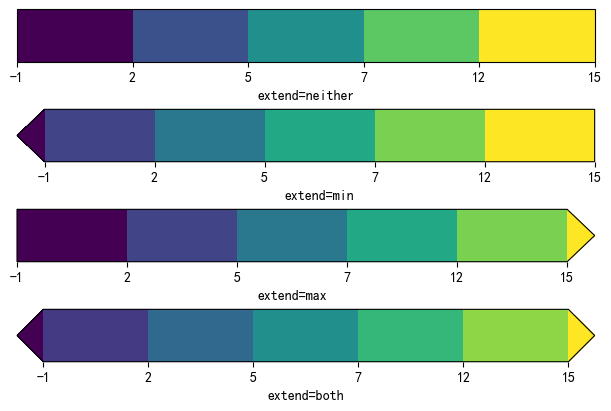 −1 2 5 7 12 15
extend=neither
−1 2 5 7 12 15
extend=min
−1 2 5 7 12 15
extend=max
−1 2 5 7 12 15
extend=both